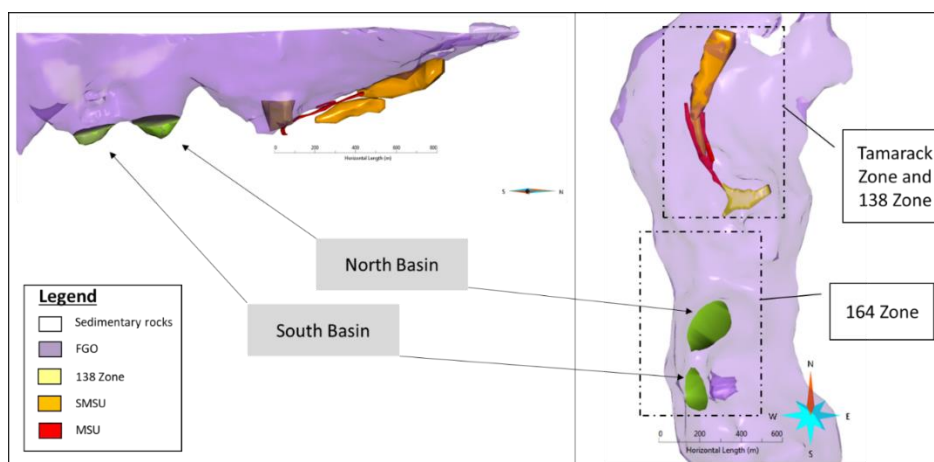 0 200 400 600 800
Horizontal Length (m)
S N
North Basin
South Basin
Legend
Sedimentary rocks
FGO
138 Zone
SMSU
MSU
Tamarack
Zone and
138 Zone
164 Zone
N
W E
S
0 200 400 600
Horizontal Length (m)